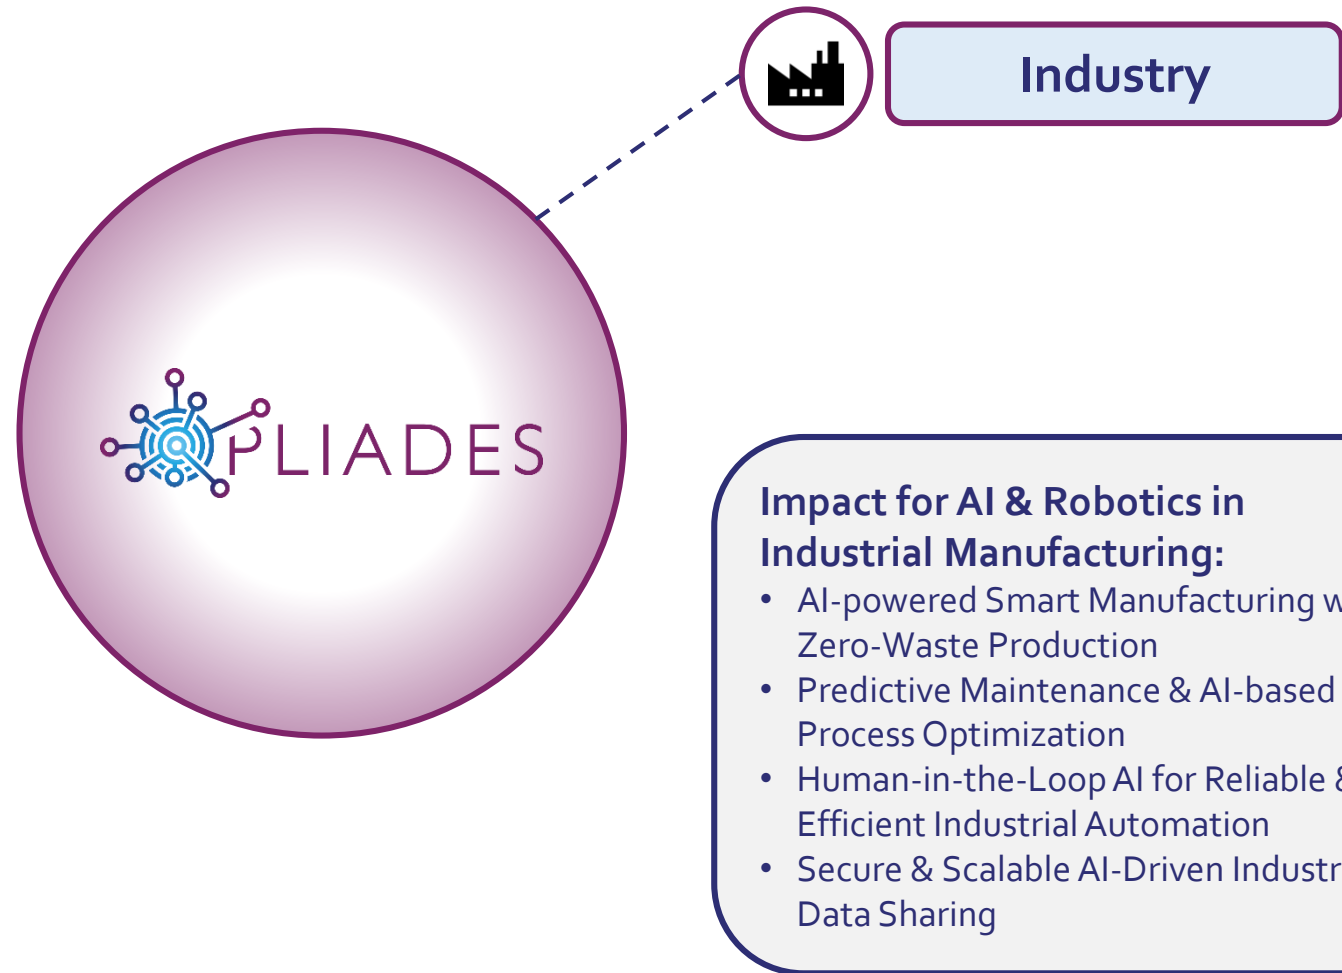 Industry
PLIADES
Impact for AI & Robotics in
Industrial Manufacturing:
• AI-powered Smart Manufacturing
Zero-Waste Production
• Predictive Maintenance & AI-based
Process Optimization
• Human-in-the-Loop AI for Reliable &
Efficient Industrial Automation
• Secure & Scalable AI-Driven
Data Sharing